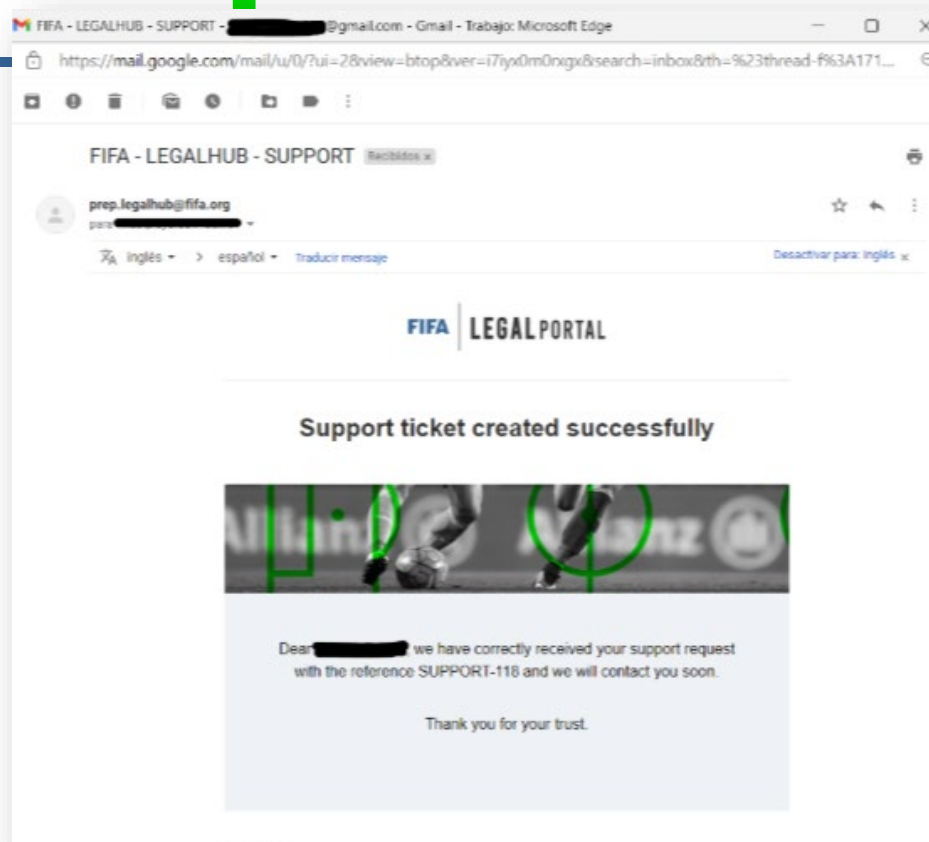 FIFA - LEGALHUB - SUPPORT - @gmail.com - Gmail - Trabajo: Microsoft Edge
https://mail.google.com/mail/u/0/?ui=2&view=btop&ver=i7iyx0m0rxgx&search=inbox&th=%23thread-f%3A171...
FIFA - LEGALHUB - SUPPORT Recibidos x
prep.legalhub@fifa.org
para
inglés > español Traducir mensaje Desactivar para: inglés x
FIFA LEGAL PORTAL
Support ticket created successfully
Allianz Allianz
Dear we have correctly received your support request
with the reference SUPPORT-118 and we will contact you soon.
Thank you for your trust.